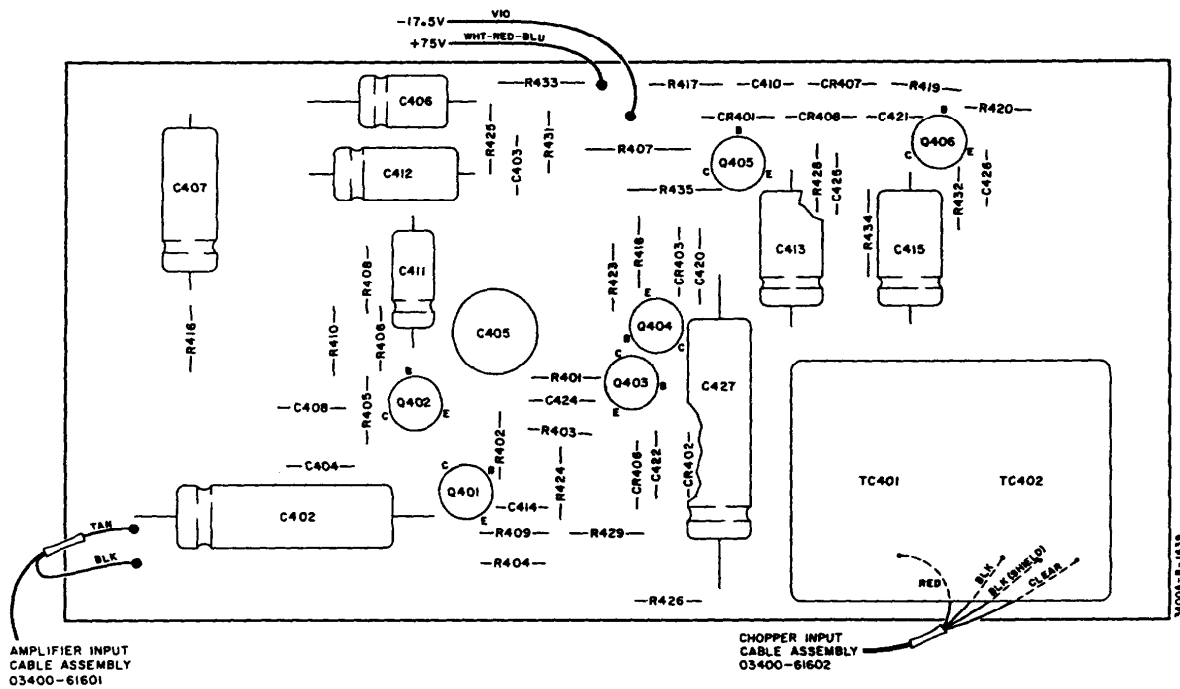 -17.5V VIO
+75V WHT-RED-BLU
R433
R417
C410
CR407
R419
C406
R420
R425
C403
R431
CR401
CR408
C421
B
Q406
C
E
R407
B
Q405
C
E
C407
C412
R428
C425
R432
C426
R435
R434
C413
C415
R408
C411
R423
R418
CR403
C420
R416
R410
R406
C405
E
Q404
B
C
C
Q403
B
E
R401
C427
B
Q402
C
E
C408
R405
C424
R403
TC401
TC402
C404
R402
R424
CR406
C422
CR402
C
B
Q401
E
C402
C414
R409
R429
R404
TAN
BLK
RED
BLK
BLK (SHIELD)
CLEAR
R426
3400A-B-1439
AMPLIFIER INPUT
CABLE ASSEMBLY
03400-61601
CHOPPER INPUT
CABLE ASSEMBLY
03400-61602